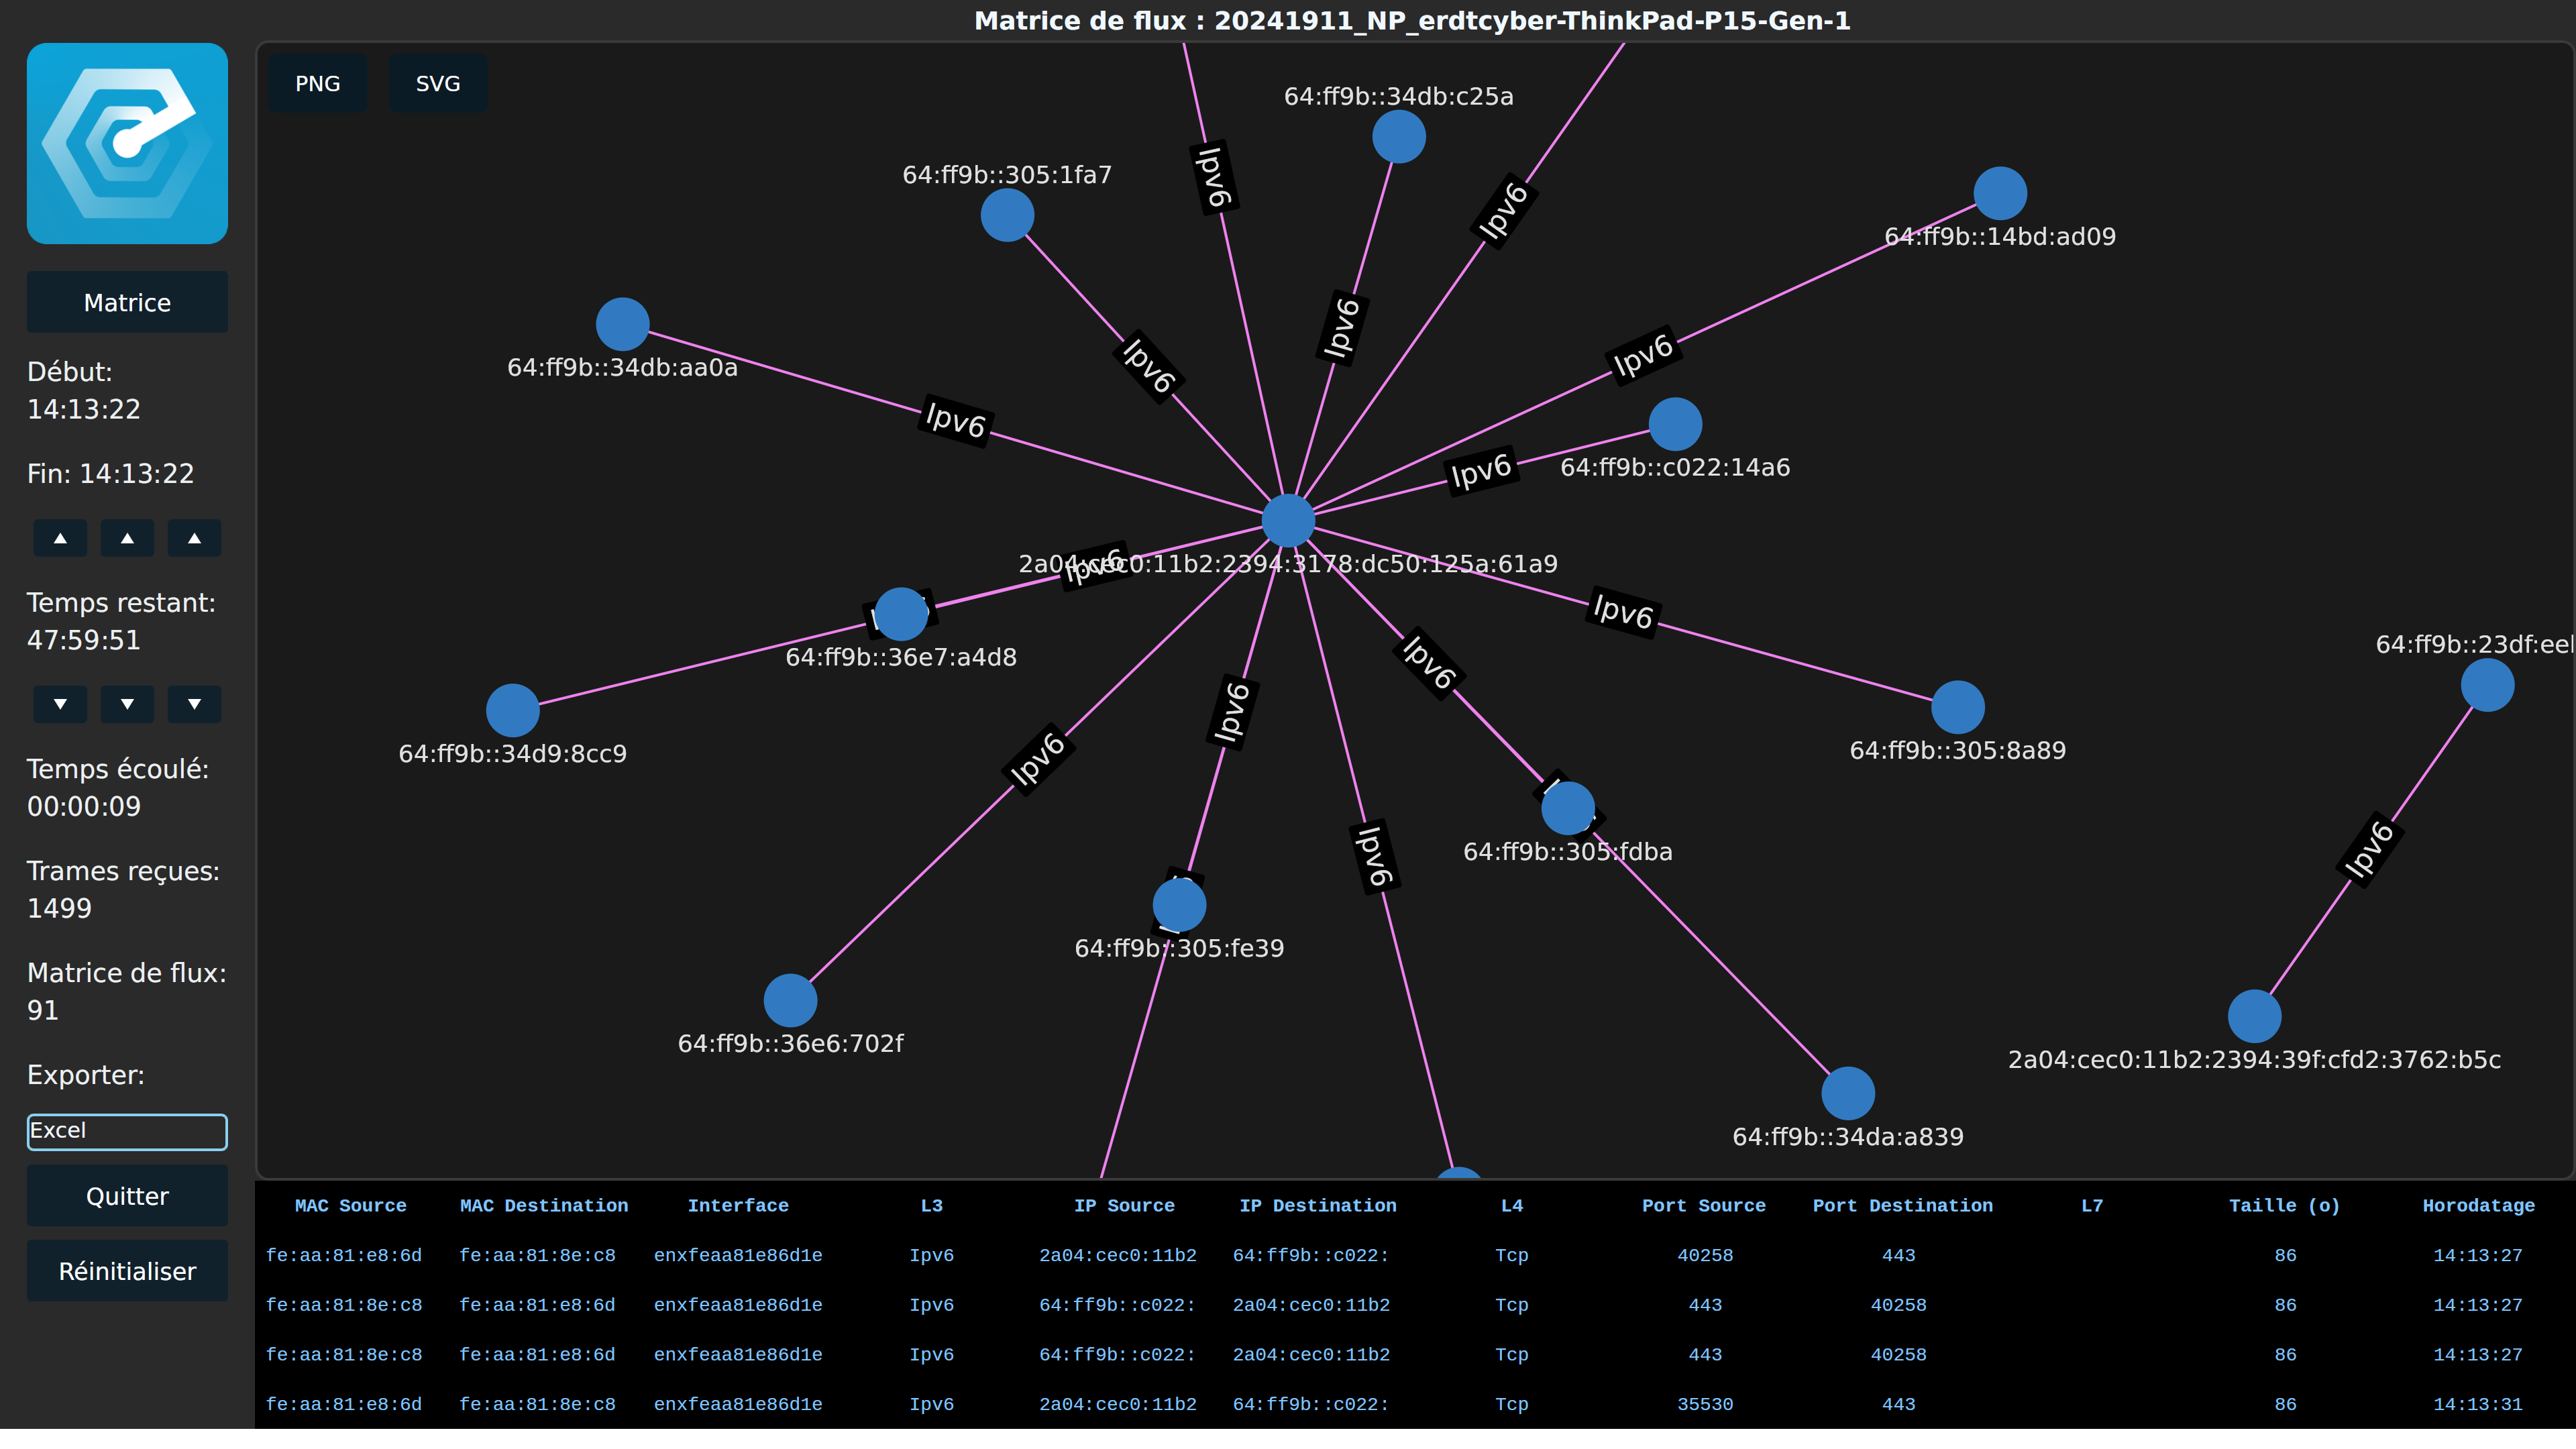 Matrice de flux : 20241911_NP_erdtcyber-ThinkPad-P15-Gen-1
PNG
SVG
Matrice
Début:
14:13:22
Fin: 14:13:22
Temps restant:
47:59:51
Temps écoulé:
00:00:09
Trames reçues:
1499
Matrice de flux:
91
Exporter:
Excel
Quitter
Réinitialiser
64:ff9b::34db:c25a
Ipv6
64:ff9b::305:1fa7
Ipv6
64:ff9b::14bd:ad09
Ipv6
64:ff9b::34db:aa0a
Ipv6
Ipv6
Ipv6
Ipv6
Ipv6
64:ff9b::c022:14a6
Ipv6
2a04:cec0:11b2:2394:3178:dc50:125a:61a9
Ipv6
64:ff9b::36e7:a4d8
Ipv6
64:ff9b::23df:ee
Ipv6
64:ff9b::34d9:8cc9
Ipv6
64:ff9b::305:8a89
Ipv6
Ipv6
64:ff9b::305:fdba
Ipv6
64:ff9b::305:fe39
64:ff9b::36e6:702f
2a04:cec0:11b2:2394:39f:cfd2:3762:b5c
64:ff9b::34da:a839
MAC Source MAC Destination Interface L3 IP Source IP Destination L4 Port Source Port Destination L7 Taille (o) Horodatage
fe:aa:81:e8:6d fe:aa:81:8e:c8 enxfeaa81e86d1e Ipv6 2a04:cec0:11b2 64:ff9b::c022: Tcp 40258 443 86 14:13:27
fe:aa:81:8e:c8 fe:aa:81:e8:6d enxfeaa81e86d1e Ipv6 64:ff9b::c022: 2a04:cec0:11b2 Tcp 443 40258 86 14:13:27
fe:aa:81:8e:c8 fe:aa:81:e8:6d enxfeaa81e86d1e Ipv6 64:ff9b::c022: 2a04:cec0:11b2 Tcp 443 40258 86 14:13:27
fe:aa:81:e8:6d fe:aa:81:8e:c8 enxfeaa81e86d1e Ipv6 2a04:cec0:11b2 64:ff9b::c022: Tcp 35530 443 86 14:13:31